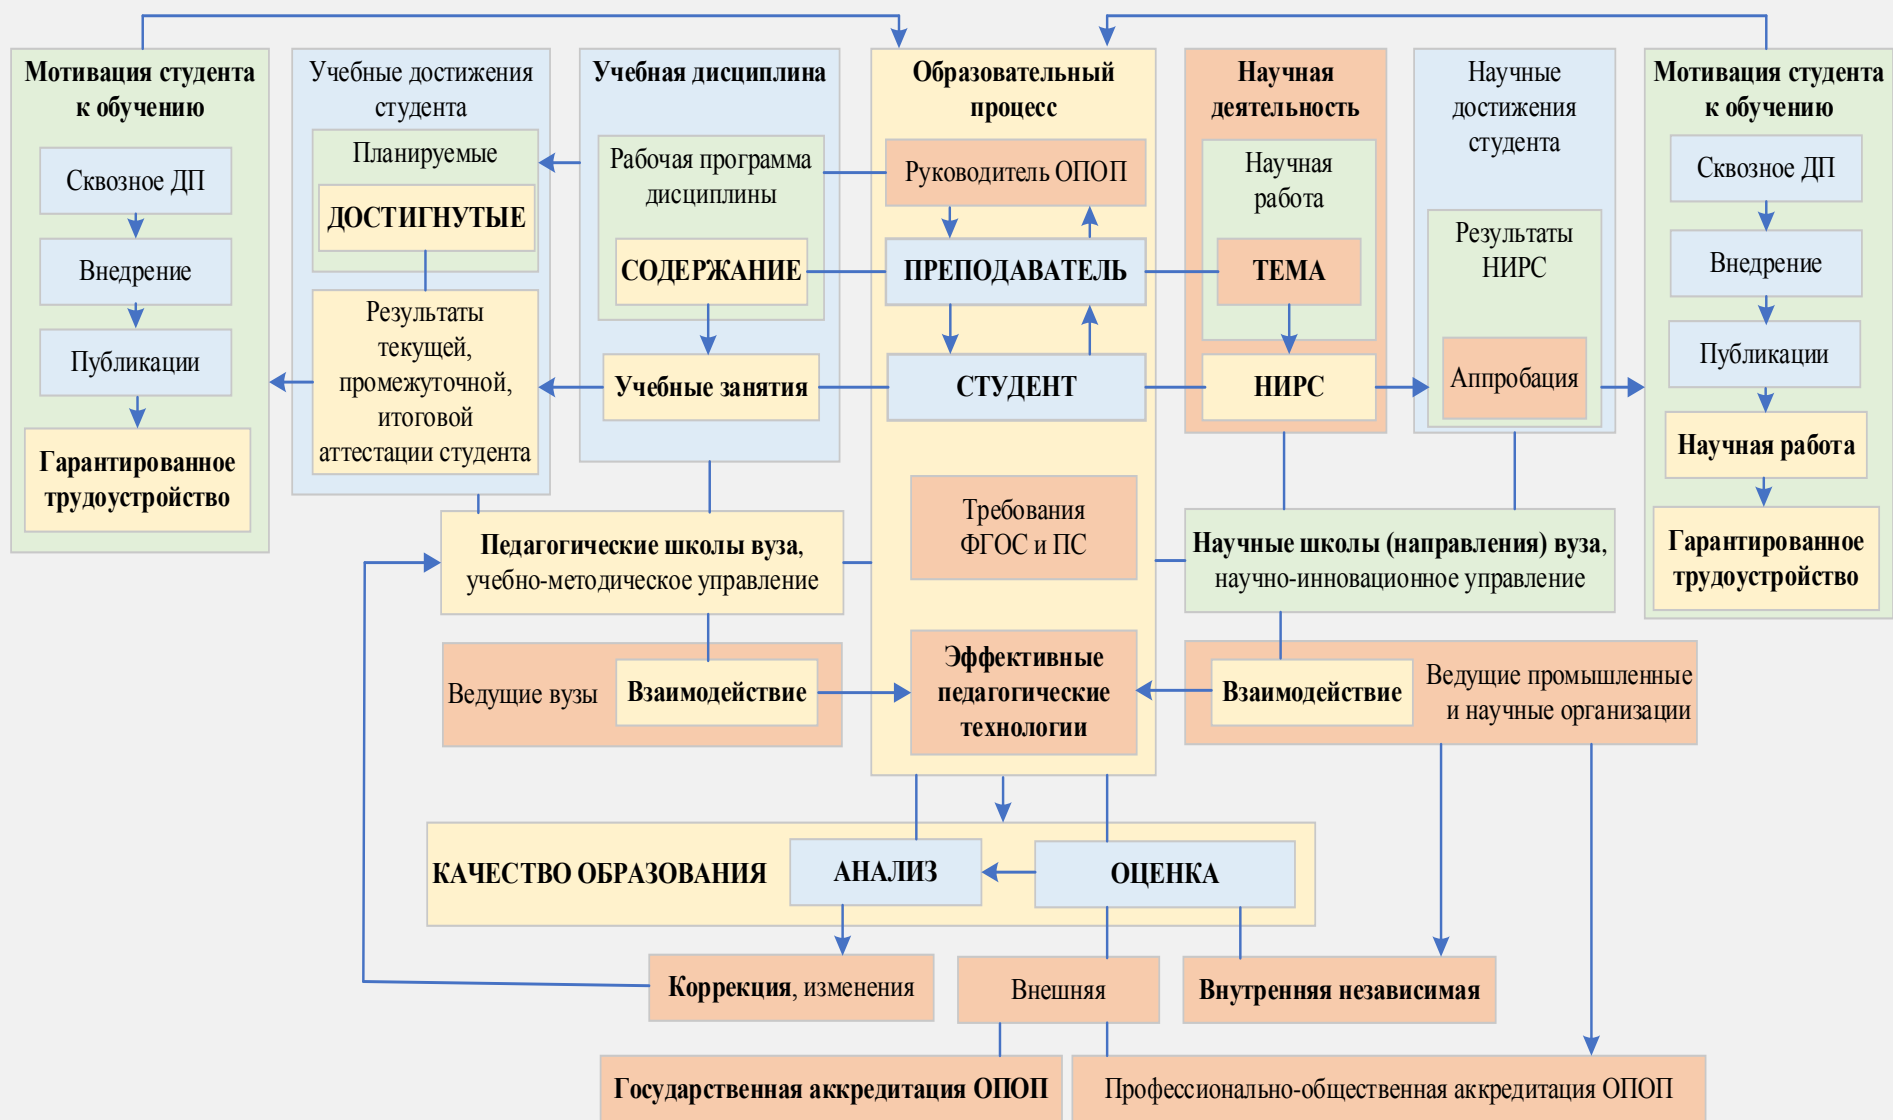 Мотивация студента
к обучению
Сквозное ДП
Внедрение
Публикации
Гарантированное
трудоустройство
Учебные достижения
студента
Планируемые
ДОСТИГНУТЫЕ
Результаты
текущей,
промежуточной,
итоговой
аттестации студента
Учебная дисциплина
Рабочая программа
дисциплины
СОДЕРЖАНИЕ
Учебные занятия
Образовательный
процесс
Руководитель ОПОП
ПРЕПОДАВАТЕЛЬ
СТУДЕНТ
Требования
ФГОС и ПС
Эффективные
педагогические
технологии
Научная
деятельность
Научная
работа
ТЕМА
НИРС
Научные
достижения
студента
Результаты
НИРС
Аппробация
Мотивация студента
к обучению
Сквозное ДП
Внедрение
Публикации
Научная работа
Гарантированное
трудоустройство
Педагогические школы вуза,
учебно-методическое управление
Научные школы (направления) вуза,
научно-инновационное управление
Ведущие вузы
Взаимодействие
Взаимодействие
Ведущие промышленные
и научные организации
КАЧЕСТВО ОБРАЗОВАНИЯ
АНАЛИЗ
ОЦЕНКА
Коррекция, изменения
Внешняя
Внутренняя независимая
Государственная аккредитация ОПОП
Профессионально-общественная аккредитация ОПОП